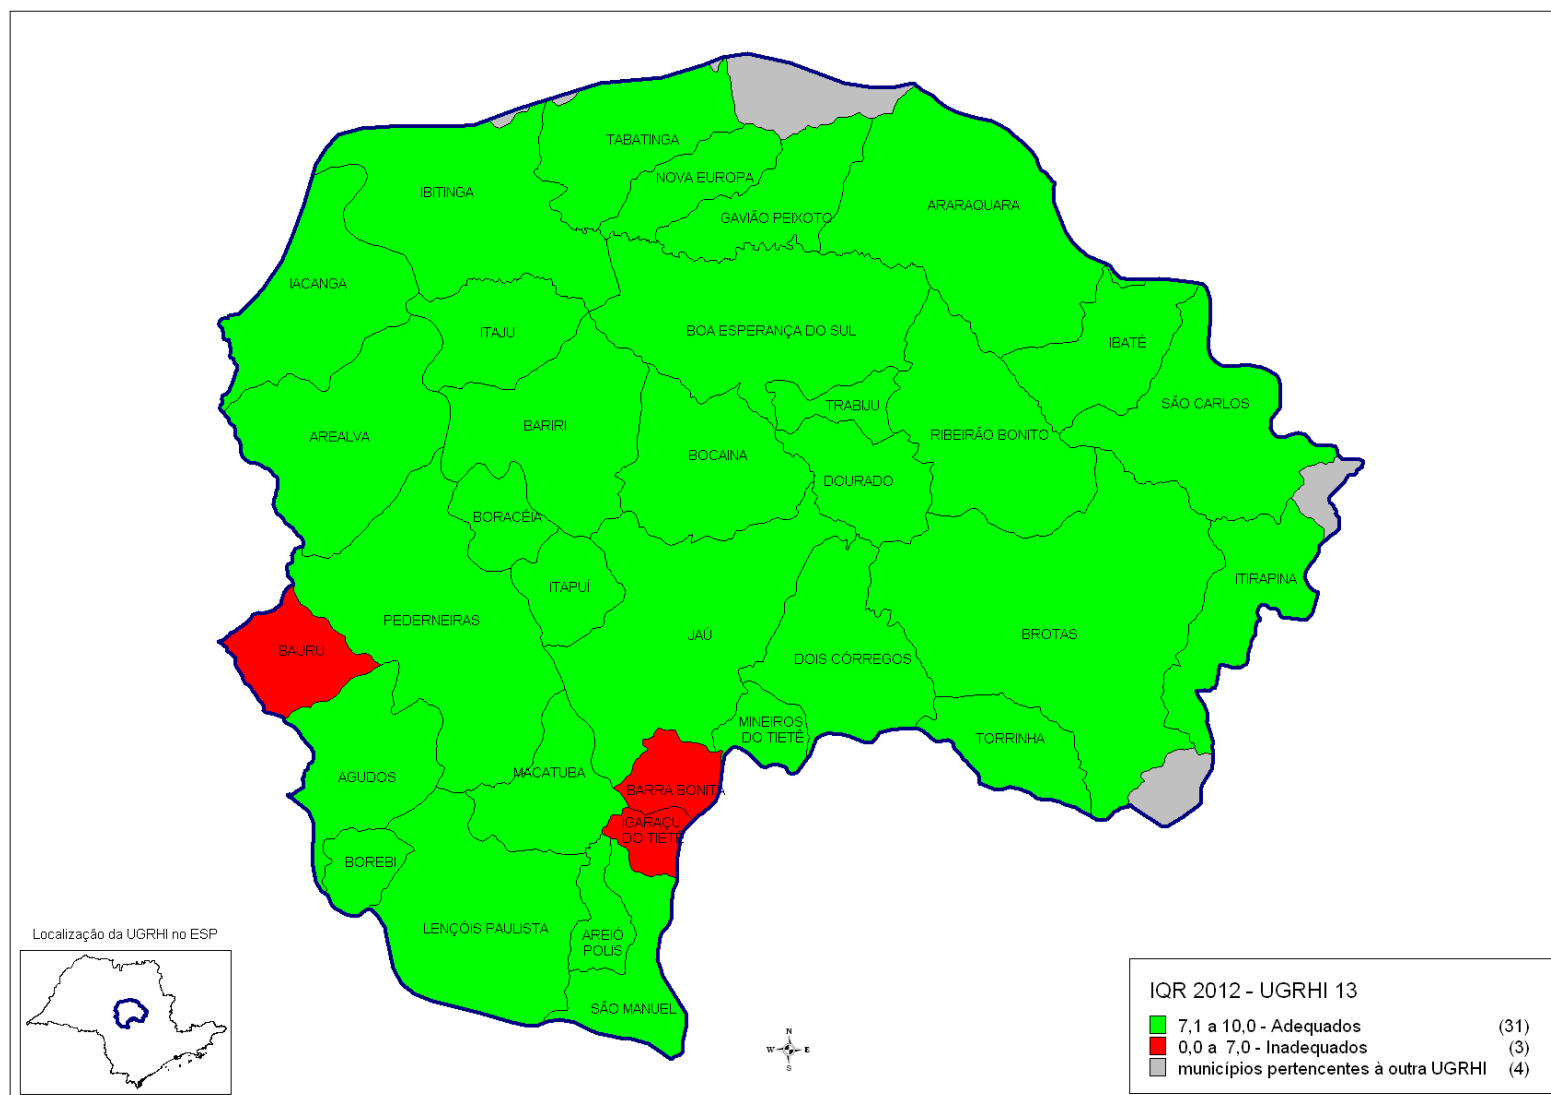 TABATINGA
NOVA EUROPA
IBITINGA
ARARAQUARA
GAVIÃO PEIXOTO
IACANGA
ITAJU
BOA ESPERANÇA DO SUL
IBATÉ
TRABIJU
SÃO CARLOS
BARIRI
AREALVA
RIBEIRÃO BONITO
BOCAINA
DOURADO
BORACÉIA
ITAPUÍ
ITIRAPINA
PEDERNEIRAS
JAÚ
BROTAS
BAURU
DOIS CÓRREGOS
MINEIROS
DO TIETÊ
TORRINHA
MACATUBA
AGUDOS
BARRA BONITA
IGARAÇU
DO TIETÊ
BOREBI
LENÇÓIS PAULISTA
AREIÓ
POLIS
SÃO MANUEL
Localização da UGRHI no ESP
N
W E
S
IQR 2012 - UGRHI 13
7,1 a 10,0 - Adequados (31)
0,0 a 7,0 - Inadequados (3)
municípios pertencentes à outra UGRHI (4)